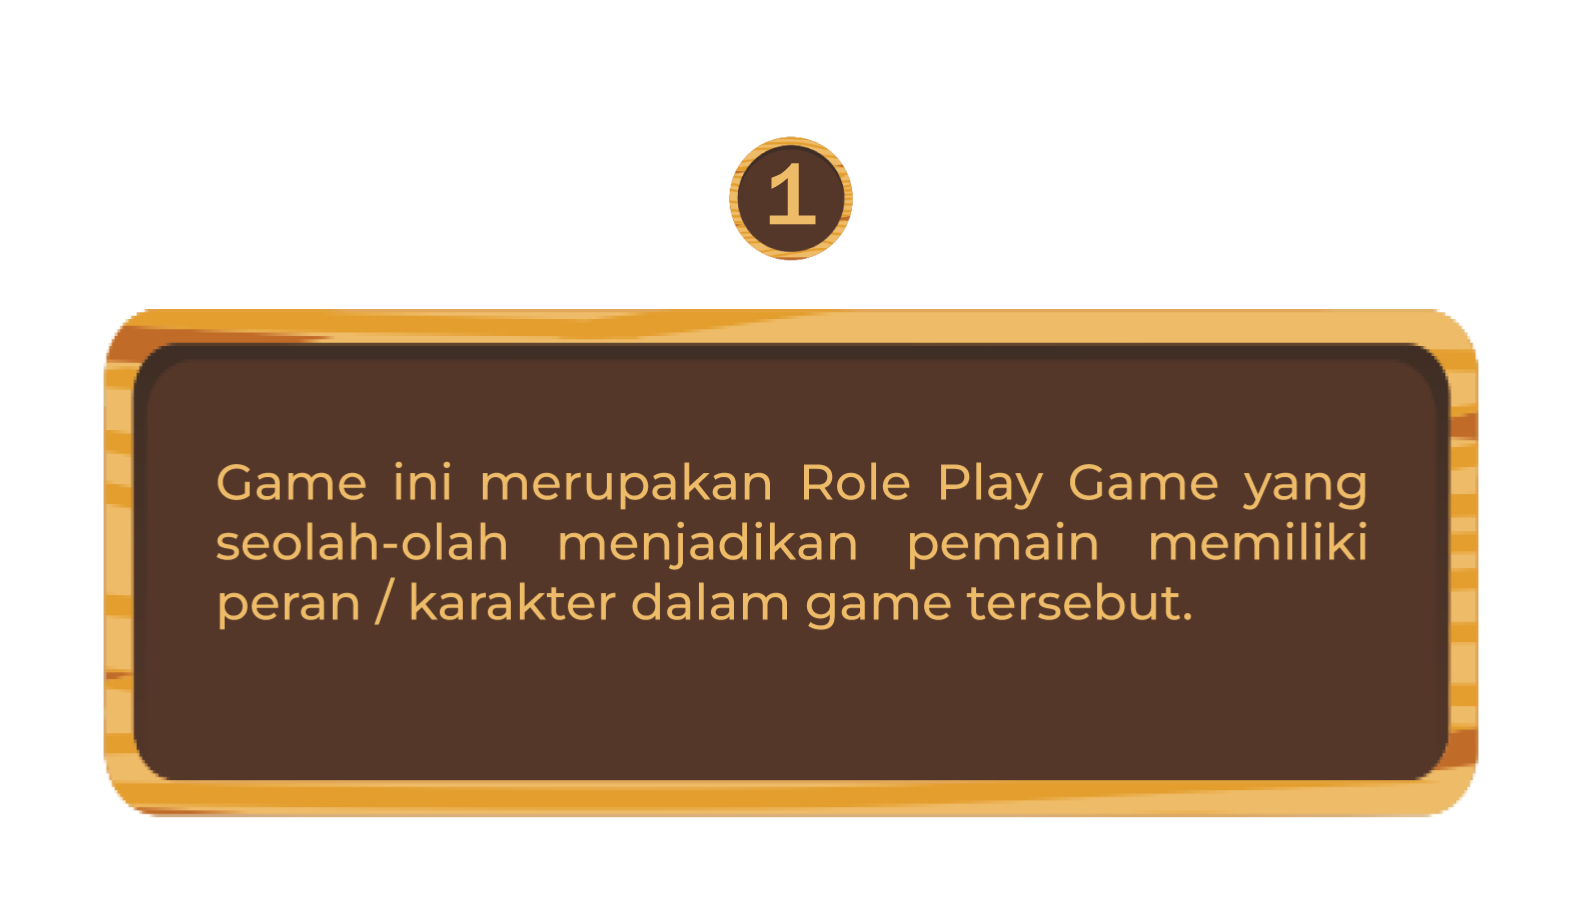 1
Game ini merupakan Role Play Game yang
seolah-olah menjadikan pemain memiliki
peran / karakter dalam game tersebut.